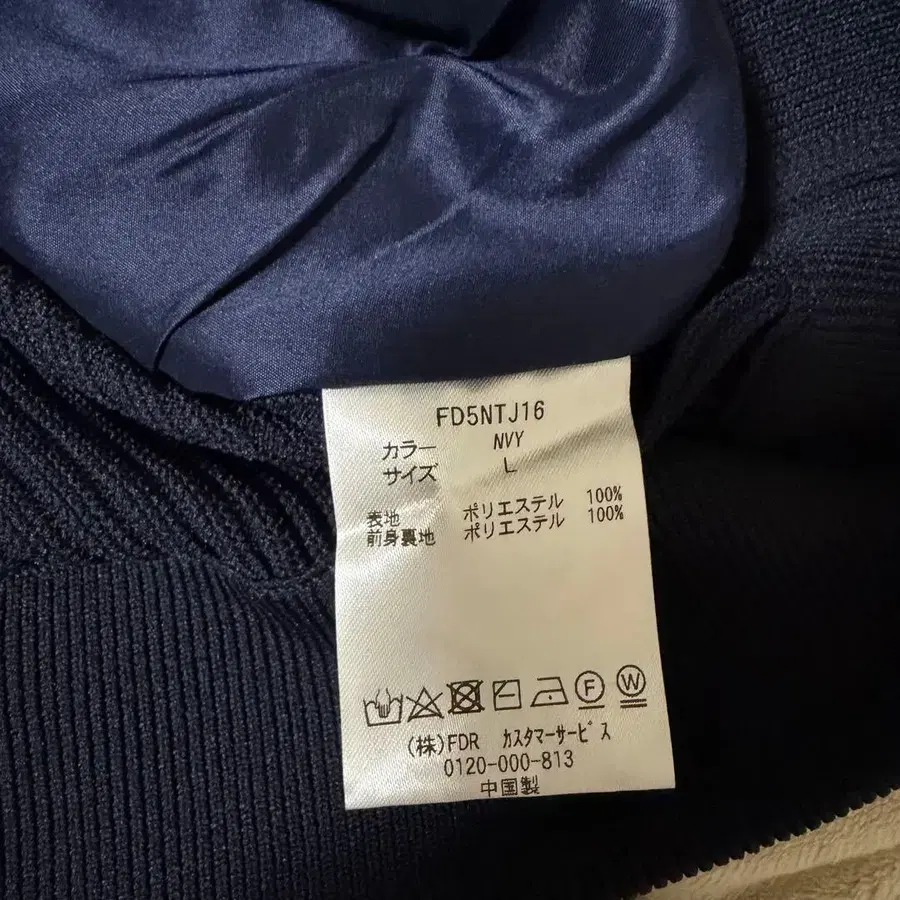 FD5NTJ16
カラー NVY
サイズ L
表地 ポリエステル 100%
前身裏地 ポリエステル 100%
F W
(株)FDR カスタマーサービス
0120-000-813
中国製